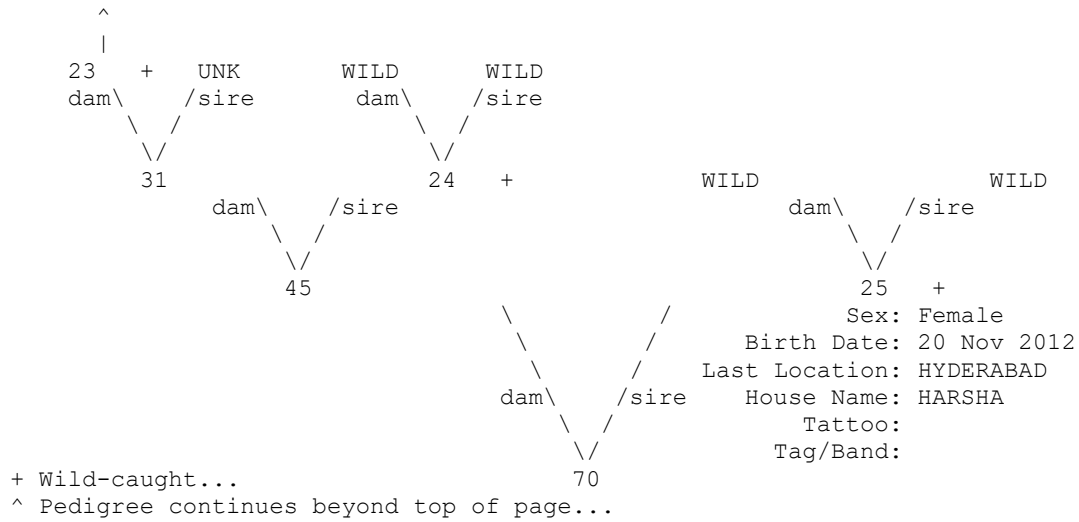 ^
|
23 + UNK WILD WILD
dam\ /sire dam\ /sire
\ / \ /
\/ \/
31 24 + WILD WILD
dam\ /sire dam\ /sire
\ / \ /
\/ \/
45 25 +
\ / Sex: Female
\ / Birth Date: 20 Nov 2012
\ / Last Location: HYDERABAD
dam\ /sire House Name: HARSHA
\ / Tattoo:
\/ Tag/Band:
+ Wild-caught... 70
^ Pedigree continues beyond top of page...